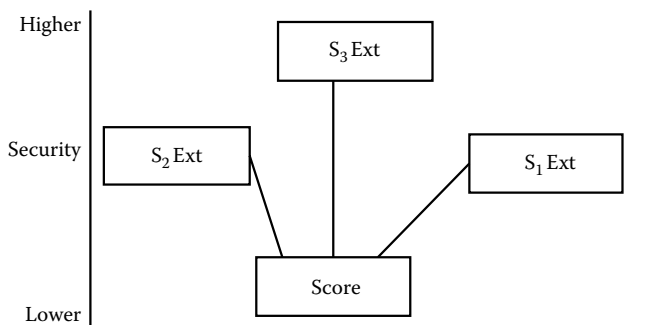 Higher
S₃ Ext
Security
S₂ Ext
S₁ Ext
Score
Lower